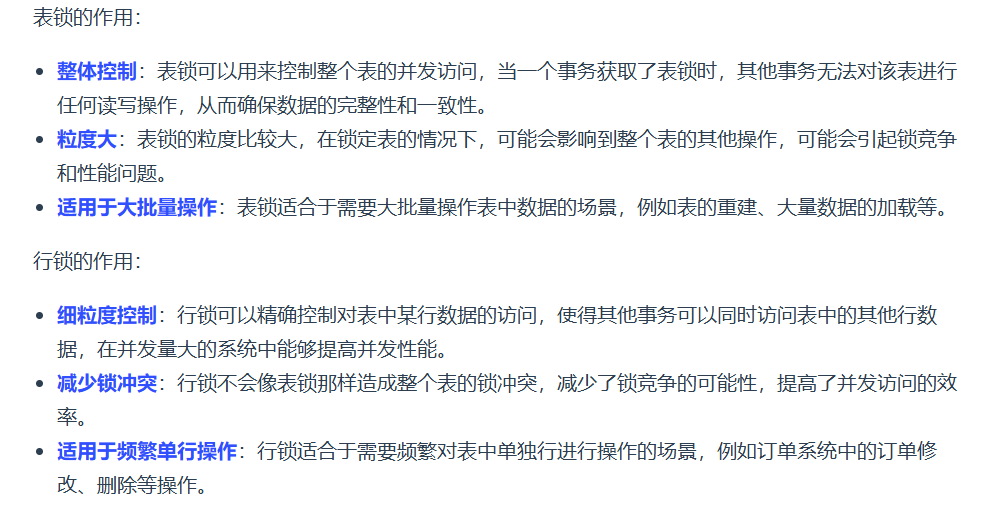 表锁的作用：
整体控制：表锁可以用来控制整个表的并发访问，当一个事务获取了表锁时，其他事务无法对该表进行
任何读写操作，从而确保数据的完整性和一致性。
粒度大：表锁的粒度比较大，在锁定表的情况下，可能会影响到整个表的其他操作，可能会引起锁竞争
和性能问题。
适用于大批量操作：表锁适合于需要大批量操作表中数据的场景，例如表的重建、大量数据的加载等。
行锁的作用：
细粒度控制：行锁可以精确控制对表中某行数据的访问，使得其他事务可以同时访问表中的其他行数
据，在并发量大的系统中能够提高并发性能。
减少锁冲突：行锁不会像表锁那样造成整个表的锁冲突，减少了锁竞争的可能性，提高了并发访问的效
率。
适用于频繁单行操作：行锁适合于需要频繁对表中单独行进行操作的场景，例如订单系统中的订单修
改、删除等操作。